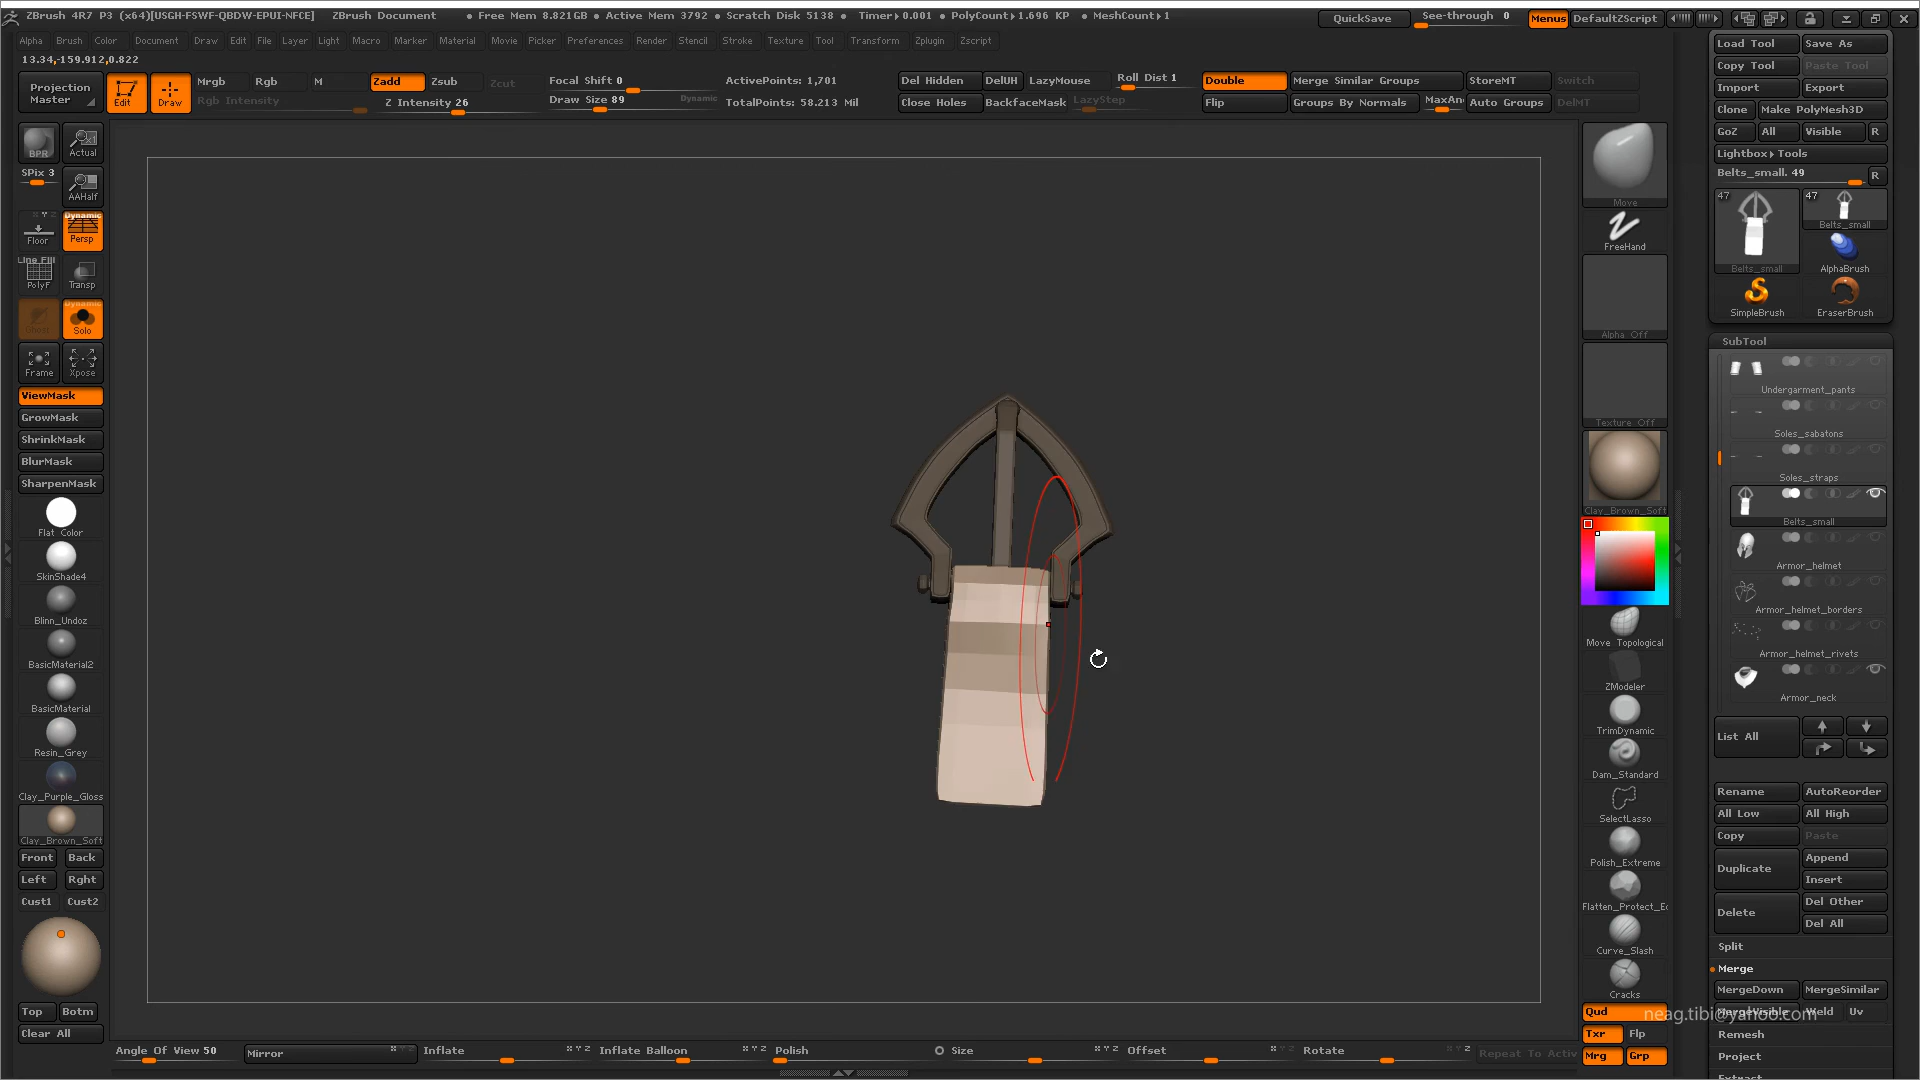 ZBrush 4R7 P3 (x64)[USGH-FSWF-QBDW-EPUI-NFCE] ZBrush Document • Free Mem 8.821GB • Active Mem 3792 • Scratch Disk 5138 • Timer▸0.001 • PolyCount▸1.696 KP • MeshCount▸1 QuickSave See-through 0 Menus DefaultZScript
Alpha Brush Color Document Draw Edit File Layer Light Macro Marker Material Movie Picker Preferences Render Stencil Stroke Texture Tool Transform Zplugin Zscript
13.34,-159.912,0.822
Projection Master Edit Draw Mrgb Rgb M Zadd Zsub Zcut Focal Shift 0 ActivePoints: 1,701 Del Hidden DelUH LazyMouse Roll Dist 1 Double Merge Similar Groups StoreMT Switch
Rgb Intensity Z Intensity 26 Draw Size 89 Dynamic TotalPoints: 58.213 Mil Close Holes BackfaceMask LazyStep Flip Groups By Normals MaxAn Auto Groups DelMT
BPR Actual
SPix 3 AAHalf
Floor Dynamic Persp
Line Fill PolyF Transp
Ghost Dynamic Solo
Frame Xpose
ViewMask
GrowMask
ShrinkMask
BlurMask
SharpenMask
Flat Color
SkinShade4
Blinn_Undoz
BasicMaterial2
BasicMaterial
Resin_Grey
Clay_Purple_Gloss
Clay_Brown_Soft
Front Back
Left Rght
Cust1 Cust2
Top Botm
Clear All
Angle Of View 50 Mirror Inflate Inflate Balloon Polish Size Offset Rotate Repeat To Activ
Move
FreeHand
Alpha Off
Texture Off
Clay_Brown_Soft
Move Topological
ZModeler
TrimDynamic
Dam_Standard
SelectLasso
Polish_Extreme
Flatten_Protect_Ec
Curve_Slash
Cracks
Qud
Txr Flp
Mrg Grp
Load Tool Save As
Copy Tool Paste Tool
Import Export
Clone Make PolyMesh3D
GoZ All Visible R
Lightbox▸Tools
Belts_small. 49 R
47 47
Belts_small Belts_small
AlphaBrush
SimpleBrush EraserBrush
SubTool
Undergarment_pants
Soles_sabatons
Soles_straps
Belts_small
Armor_helmet
Armor_helmet_borders
Armor_helmet_rivets
Armor_neck
List All
Rename AutoReorder
All Low All High
Copy Paste
Duplicate Append
Insert
Delete Del Other
Del All
Split
Merge
MergeDown MergeSimilar
MergeVisible Weld Uv
neag.tibi@yahoo.com
Remesh
Project
Extract